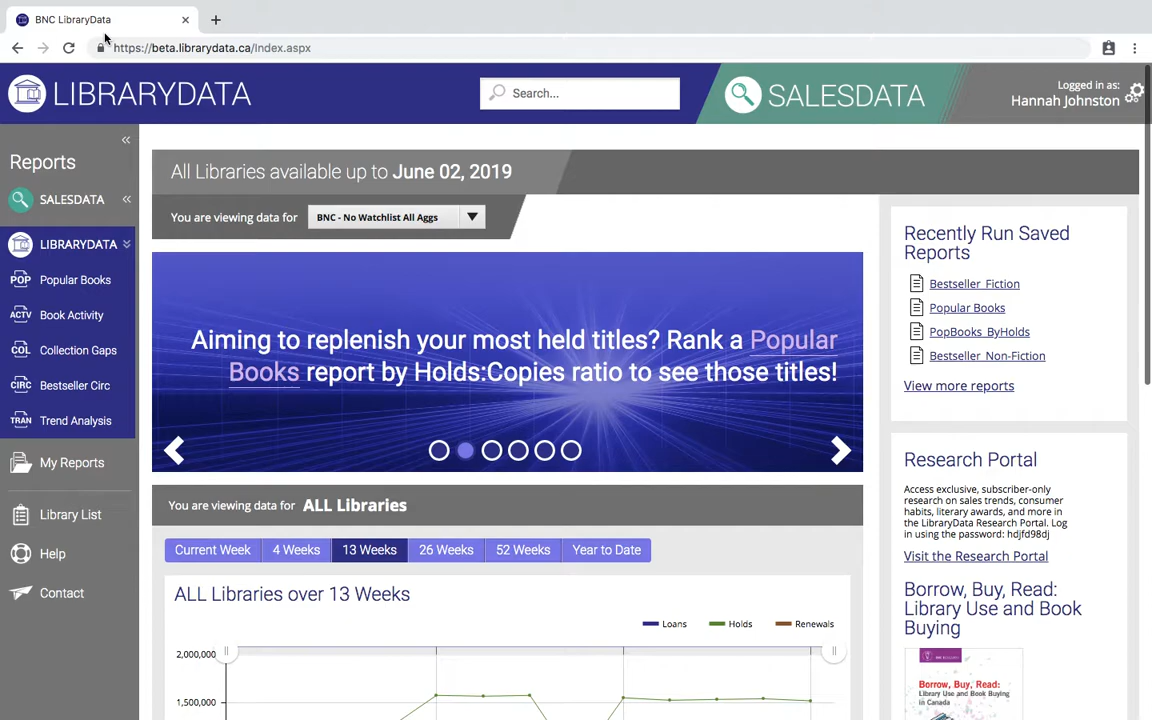 BNC LibraryData
https://beta.librarydata.ca/Index.aspx
LIBRARYDATA
Search...
SALESDATA
Logged in as:
Hannah Johnston
Reports
SALESDATA
LIBRARYDATA
POP Popular Books
ACTV Book Activity
COL Collection Gaps
CIRC Bestseller Circ
TRAN Trend Analysis
My Reports
Library List
Help
Contact
All Libraries available up to June 02, 2019
You are viewing data for BNC - No Watchlist All Aggs
Aiming to replenish your most held titles? Rank a Popular
Books report by Holds:Copies ratio to see those titles!
You are viewing data for ALL Libraries
Current Week 4 Weeks 13 Weeks 26 Weeks 52 Weeks Year to Date
ALL Libraries over 13 Weeks
Loans Holds Renewals
2,000,000
1,500,000
Recently Run Saved
Reports
Bestseller_Fiction
Popular Books
PopBooks_ByHolds
Bestseller_Non-Fiction
View more reports
Research Portal
Access exclusive, subscriber-only
research on sales trends, consumer
habits, literary awards, and more in
the LibraryData Research Portal. Log
in using the password: hdjfd98dj
Visit the Research Portal
Borrow, Buy, Read:
Library Use and Book
Buying
Borrow, Buy, Read:
Library Use and Book Buying
in Canada